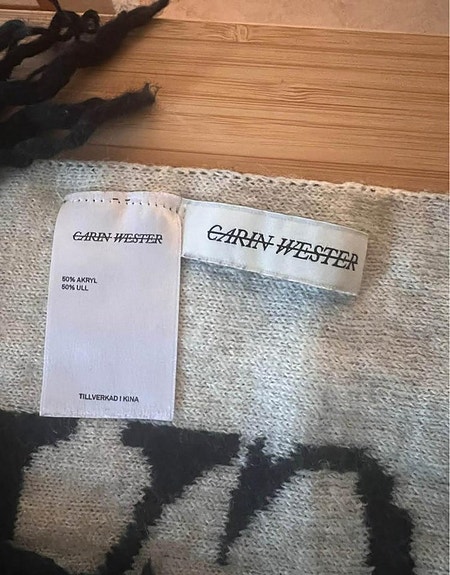 CARIN WESTER
CARIN WESTER
50% AKRYL
50% ULL
TILLVERKAD I KINA